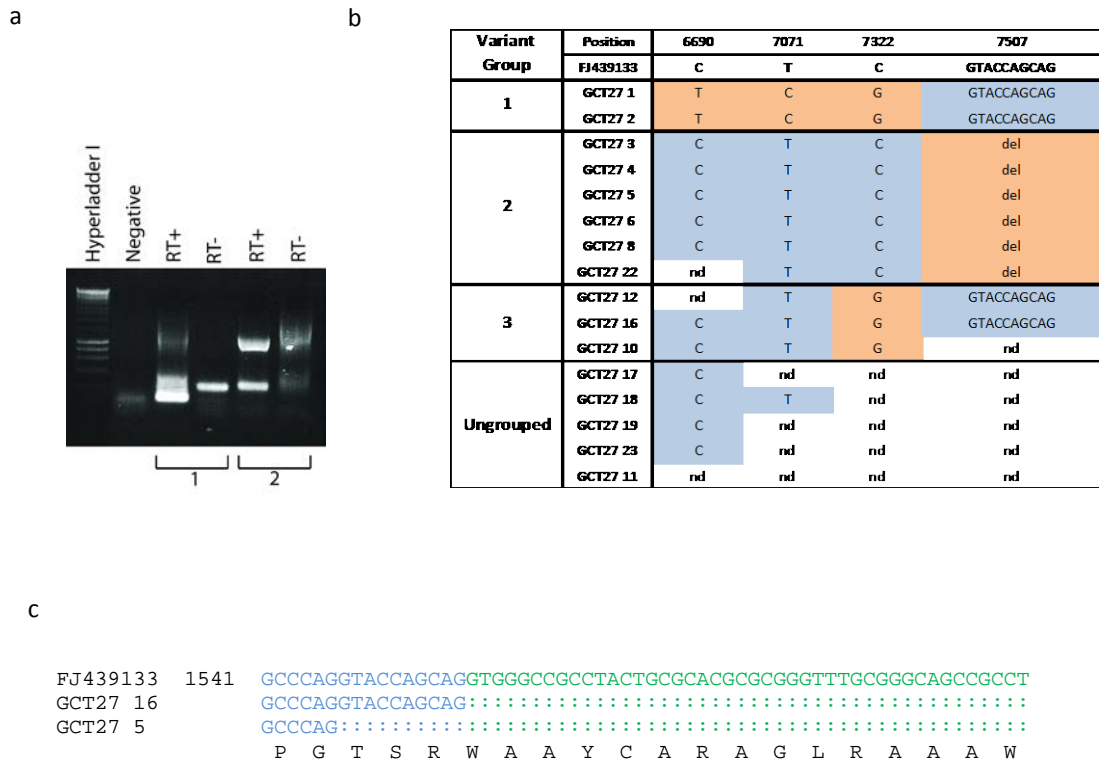 a
Hyperladder I
Negative
RT+
RT-
RT+
RT-
1
2
b
Variant Group Position 6690 7071 7322 7507
FJ439133 C T C GTACCAGCAG
1 GCT27 1 T C G GTACCAGCAG
GCT27 2 T C G GTACCAGCAG
2 GCT27 3 C T C del
GCT27 4 C T C del
GCT27 5 C T C del
GCT27 6 C T C del
GCT27 8 C T C del
GCT27 22 nd T C del
3 GCT27 12 nd T G GTACCAGCAG
GCT27 16 C T G GTACCAGCAG
GCT27 10 C T G nd
Ungrouped GCT27 17 C nd nd nd
GCT27 18 C T nd nd
GCT27 19 C nd nd nd
GCT27 23 C nd nd nd
GCT27 11 nd nd nd nd
c
FJ439133 1541 GCCCAGGTACCAGCAGGTGGGCCGCCTACTGCGCACGCGCGGGTTTGCGGGCAGCCGCCT
GCT27 16 GCCCAGGTACCAGCAG::::::::::::::::::::::::::::::::::::::::::::
GCT27 5 GCCCAG::::::::::::::::::::::::::::::::::::::::::::::::::::::
P G T S R W A A Y C A R A G L R A A A W